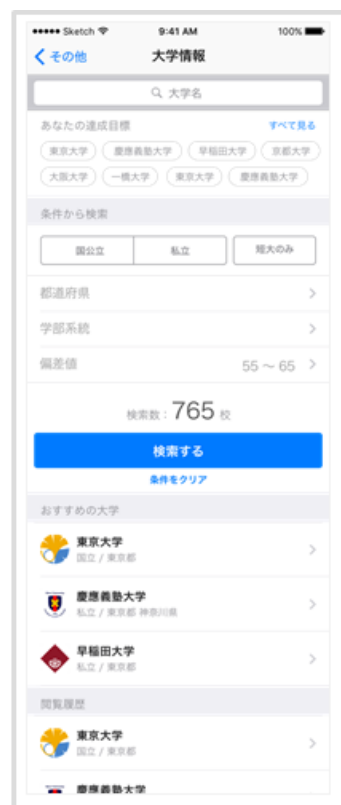 ●●●●● Sketch 9:41 AM 100%
その他 大学情報
大学名
あなたの達成目標 すべて見る
東京大学 慶應義塾大学 早稲田大学 京都大学
大阪大学 一橋大学 東京大学 慶應義塾大学
条件から検索
国公立 私立 短大のみ
都道府県
学部系統
偏差値 55 〜 65
検索数：765 校
検索する
条件をクリア
おすすめの大学
東京大学
国立 / 東京都
慶應義塾大学
私立 / 東京都 神奈川県
早稲田大学
私立 / 東京都
閲覧履歴
東京大学
国立 / 東京都
慶應義塾大学